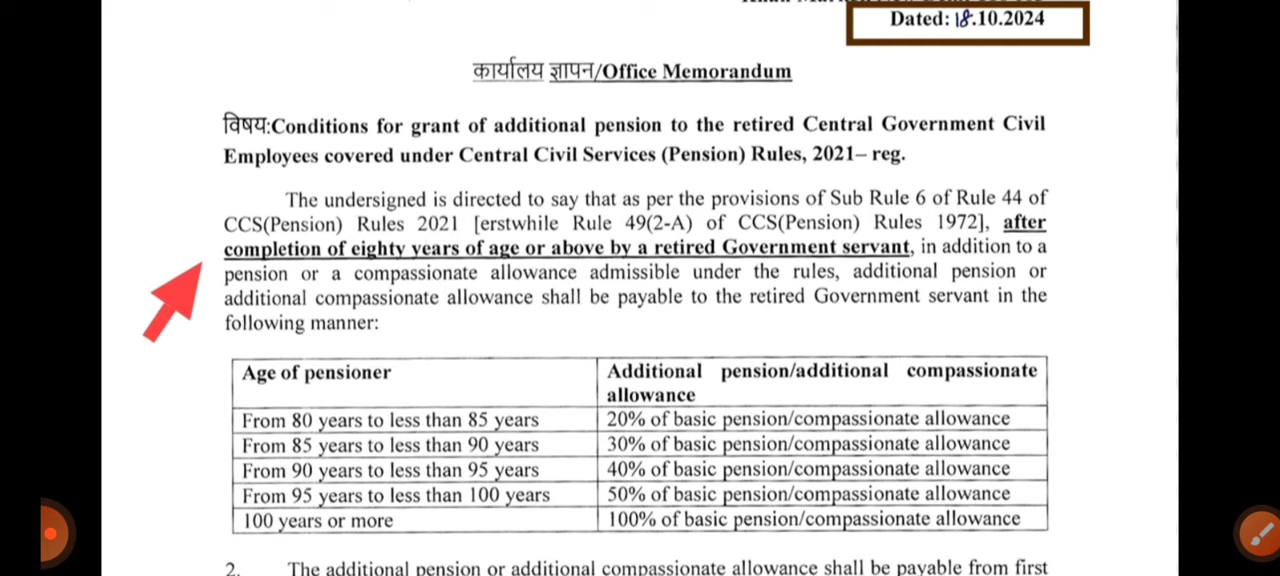 Dated: 18.10.2024
कार्यालय ज्ञापन/Office Memorandum
विषय:Conditions for grant of additional pension to the retired Central Government Civil
Employees covered under Central Civil Services (Pension) Rules, 2021– reg.
The undersigned is directed to say that as per the provisions of Sub Rule 6 of Rule 44 of
CCS(Pension) Rules 2021 [erstwhile Rule 49(2-A) of CCS(Pension) Rules 1972], after
completion of eighty years of age or above by a retired Government servant, in addition to a
pension or a compassionate allowance admissible under the rules, additional pension or
additional compassionate allowance shall be payable to the retired Government servant in the
following manner:
Age of pensioner
Additional pension/additional compassionate
allowance
From 80 years to less than 85 years 20% of basic pension/compassionate allowance
From 85 years to less than 90 years 30% of basic pension/compassionate allowance
From 90 years to less than 95 years 40% of basic pension/compassionate allowance
From 95 years to less than 100 years 50% of basic pension/compassionate allowance
100 years or more 100% of basic pension/compassionate allowance
2. The additional pension or additional compassionate allowance shall be payable from first